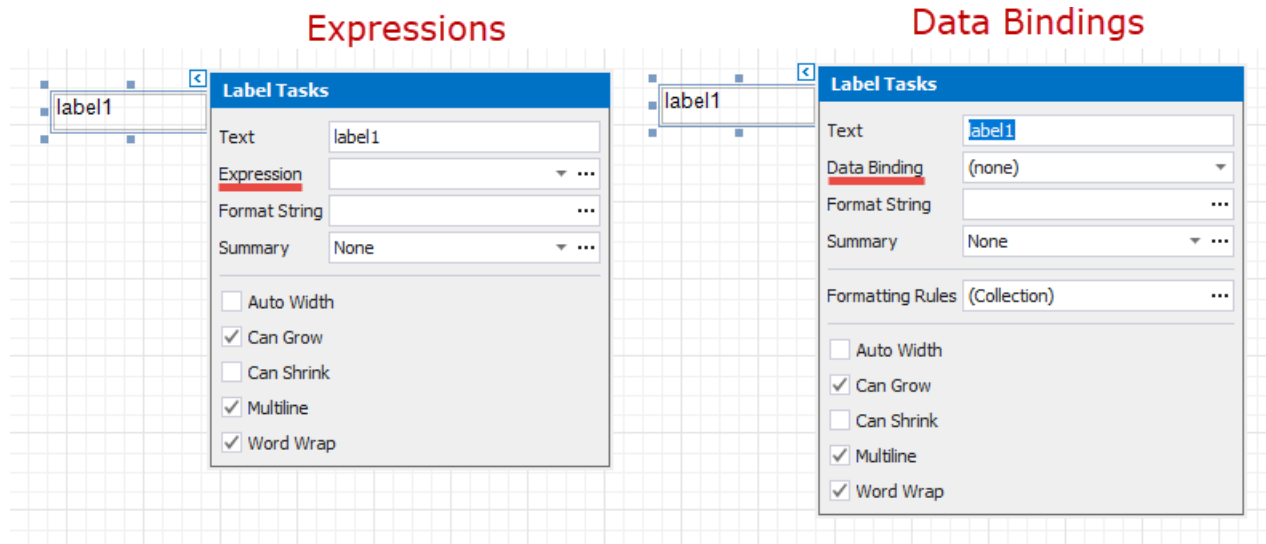 Expressions
label1
Label Tasks
Text label1
Expression
Format String
Summary None
Auto Width
Can Grow
Can Shrink
Multiline
Word Wrap
Data Bindings
label1
Label Tasks
Text label1
Data Binding (none)
Format String
Summary None
Formatting Rules (Collection)
Auto Width
Can Grow
Can Shrink
Multiline
Word Wrap